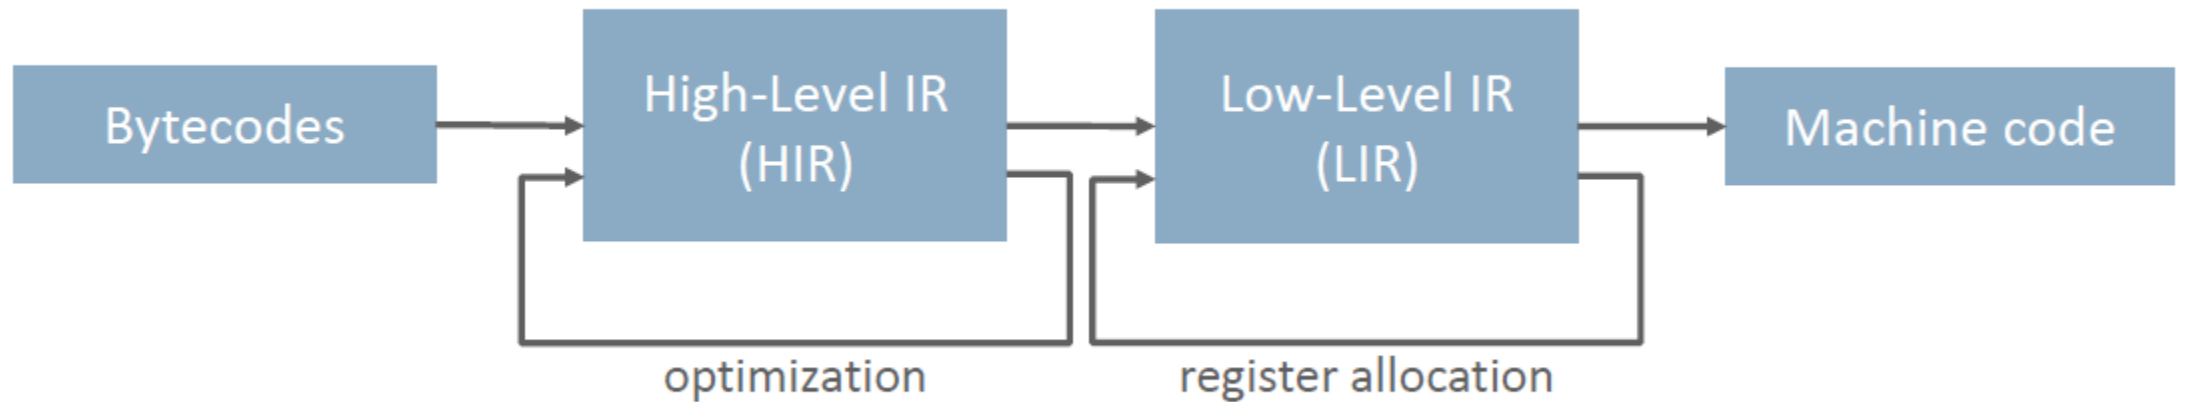 Bytecodes
High-Level IR
(HIR)
Low-Level IR
(LIR)
Machine code
optimization
register allocation